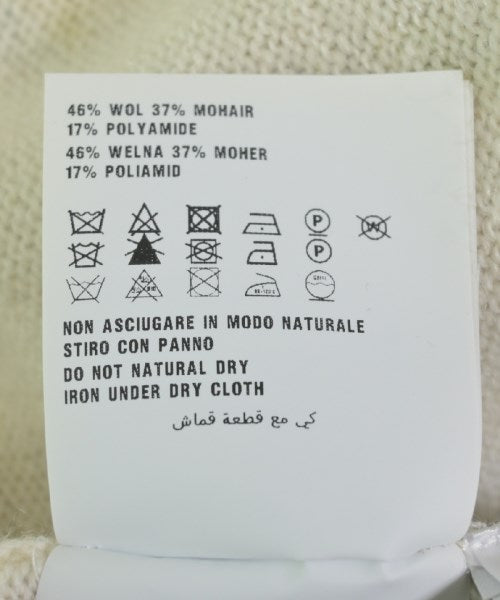 46% WOL 37% MOHAIR
17% POLYAMIDE
46% WELNA 37% MOHER
17% POLIAMID
P W
P
NON ASCIUGARE IN MODO NATURALE
STIRO CON PANNO
DO NOT NATURAL DRY
IRON UNDER DRY CLOTH
كي مع قطعة قماش